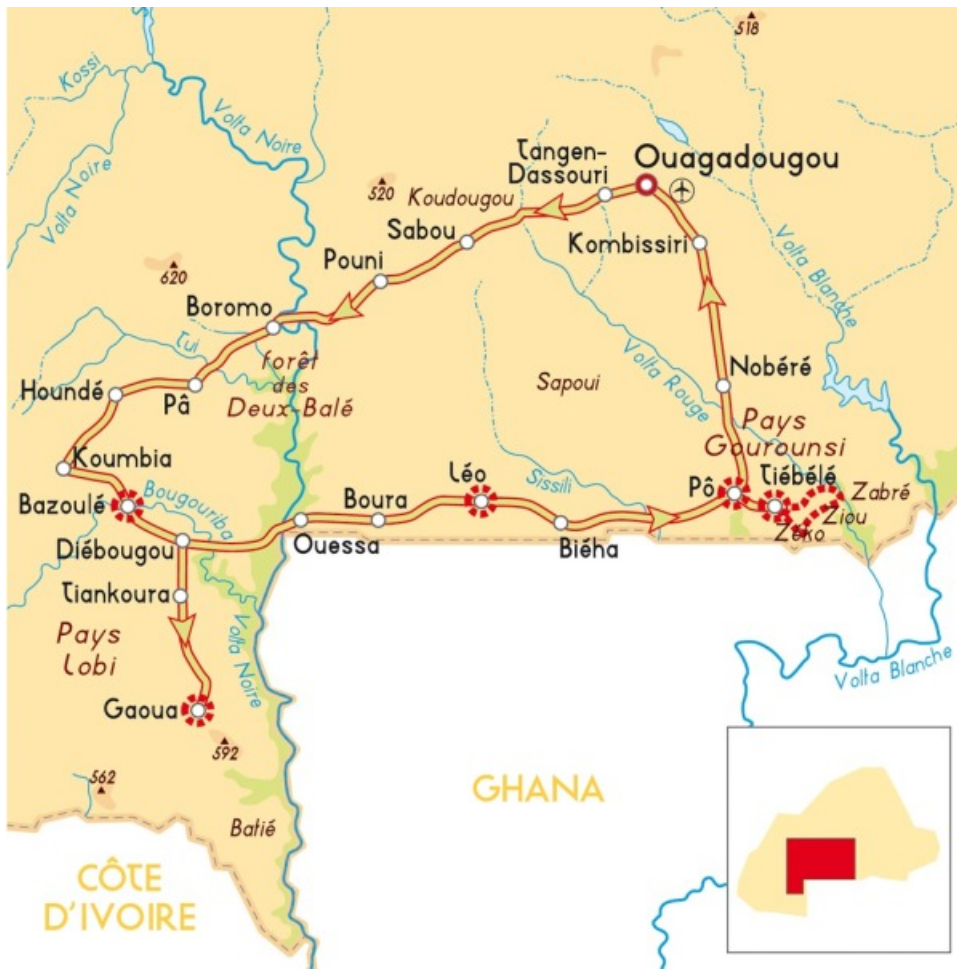 518
Kossi
Volta Noire
Volta Noire
Tangen-
Dassouri
Ouagadougou
520
Koudougou
Sabou
Kombissiri
Pouni
Volta Blanche
620
Boromo
Tui
forêt
des
Deux-Balé
Sapoui
Volta Rouge
Nobéré
Houndé
Pâ
Pays
Gourounsi
Koumbia
Bazoulé
Bougouriba
Boura
Léo
Sissili
Pô
Tiébélé
Zabré
Ziou
Zéko
Diébougou
Ouessa
Biéha
Tiankoura
Pays
Lobi
Volta Noire
Volta Blanche
Gaoua
592
562
GHANA
Batié
CÔTE
D'IVOIRE